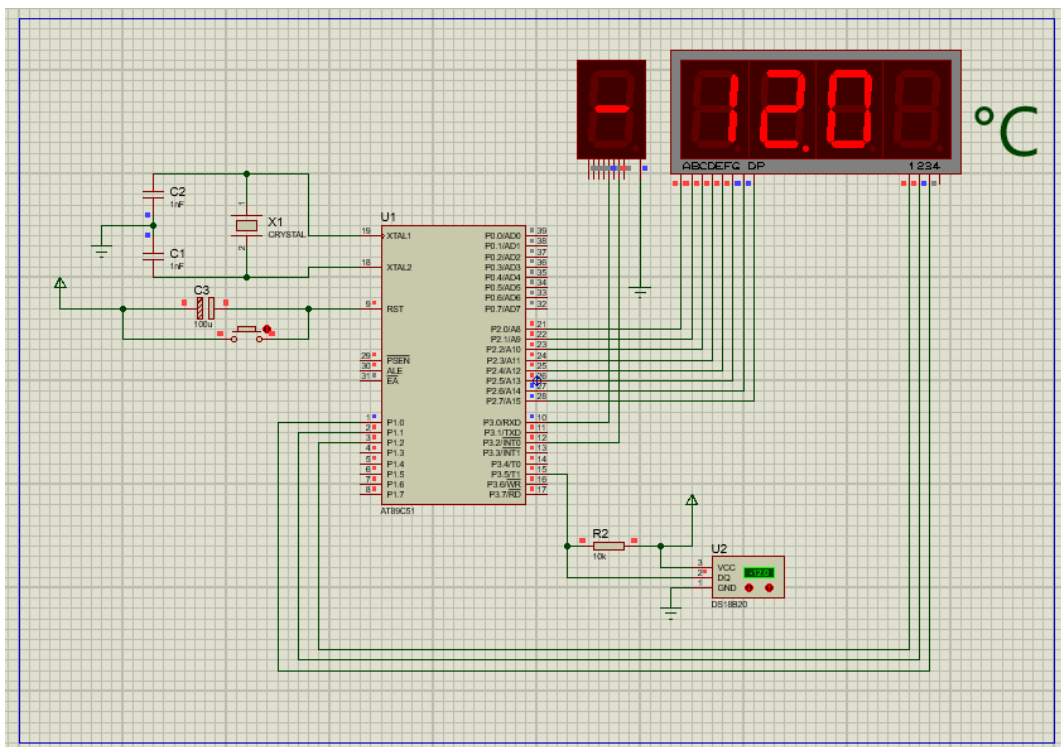 -
12.0
°C
ABCDEFG DP
1234
C2
1nF
C1
1nF
X1
CRYSTAL
1
2
C3
100u
U1
19
XTAL1
18
XTAL2
9
RST
29
PSEN
30
ALE
31
EA
1
P1.0
2
P1.1
3
P1.2
4
P1.3
5
P1.4
6
P1.5
7
P1.6
8
P1.7
P0.0/AD0
39
P0.1/AD1
38
P0.2/AD2
37
P0.3/AD3
36
P0.4/AD4
35
P0.5/AD5
34
P0.6/AD6
33
P0.7/AD7
32
P2.0/A8
21
P2.1/A9
22
P2.2/A10
23
P2.3/A11
24
P2.4/A12
25
P2.5/A13
P2.6/A14
27
P2.7/A15
28
P3.0/RXD
10
P3.1/TXD
11
P3.2/INT0
12
P3.3/INT1
13
P3.4/T0
14
P3.5/T1
15
P3.6/WR
16
P3.7/RD
17
AT89C51
R2
10k
U2
3
VCC
2
DQ
1
GND
-12.0
DS18B20